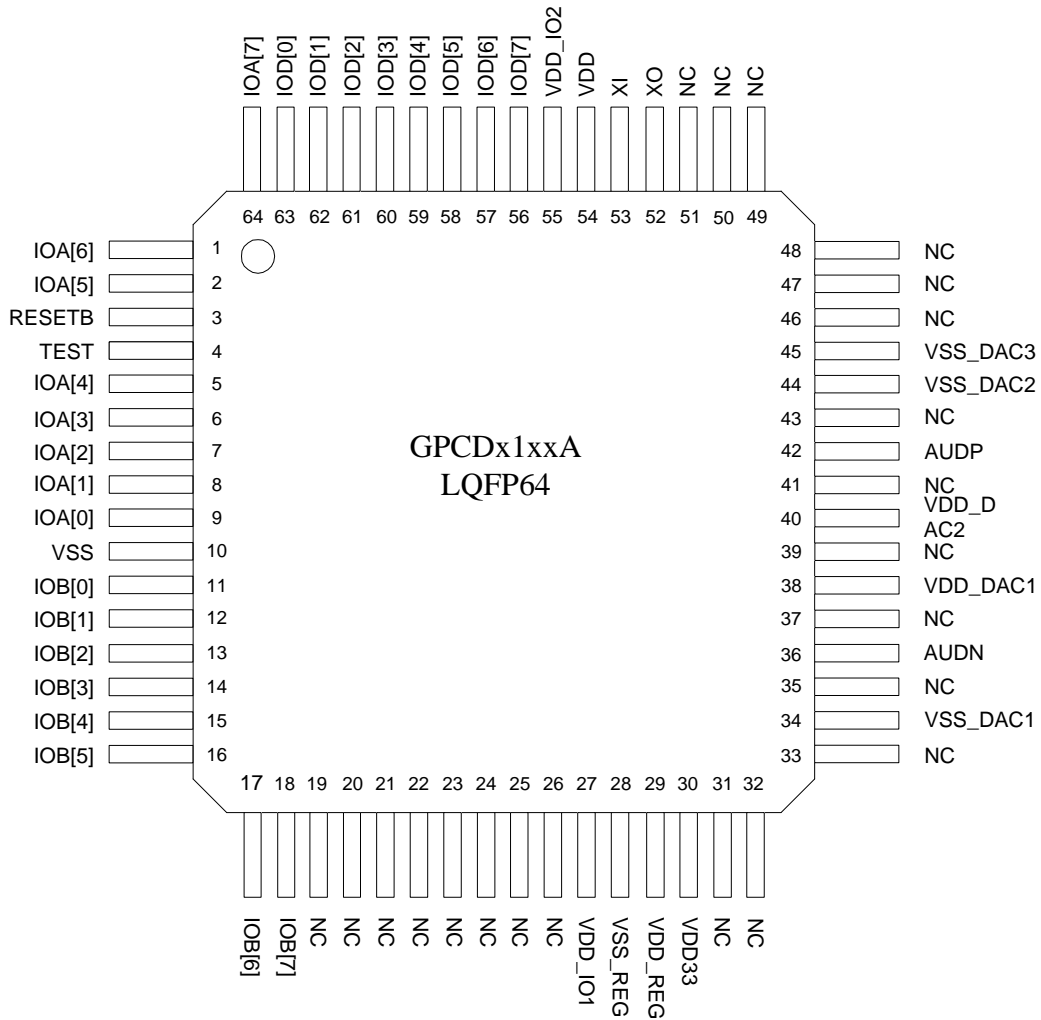 IOA[7]
IOD[0]
IOD[1]
IOD[2]
IOD[3]
IOD[4]
IOD[5]
IOD[6]
IOD[7]
VDD_IO2
VDD
XI
XO
NC
NC
NC
64 63 62 61 60 59 58 57 56 55 54 53 52 51 50 49
IOA[6] 1
IOA[5] 2
RESETB 3
TEST 4
IOA[4] 5
IOA[3] 6
IOA[2] 7
IOA[1] 8
IOA[0] 9
VSS 10
IOB[0] 11
IOB[1] 12
IOB[2] 13
IOB[3] 14
IOB[4] 15
IOB[5] 16
GPCDx1xxA
LQFP64
48 NC
47 NC
46 NC
45 VSS_DAC3
44 VSS_DAC2
43 NC
42 AUDP
41 NC
40 VDD_D
AC2
39 NC
38 VDD_DAC1
37 NC
36 AUDN
35 NC
34 VSS_DAC1
33 NC
17 18 19 20 21 22 23 24 25 26 27 28 29 30 31 32
IOB[6]
IOB[7]
NC
NC
NC
NC
NC
NC
NC
NC
VDD_IO1
VSS_REG
VDD_REG
VDD33
NC
NC